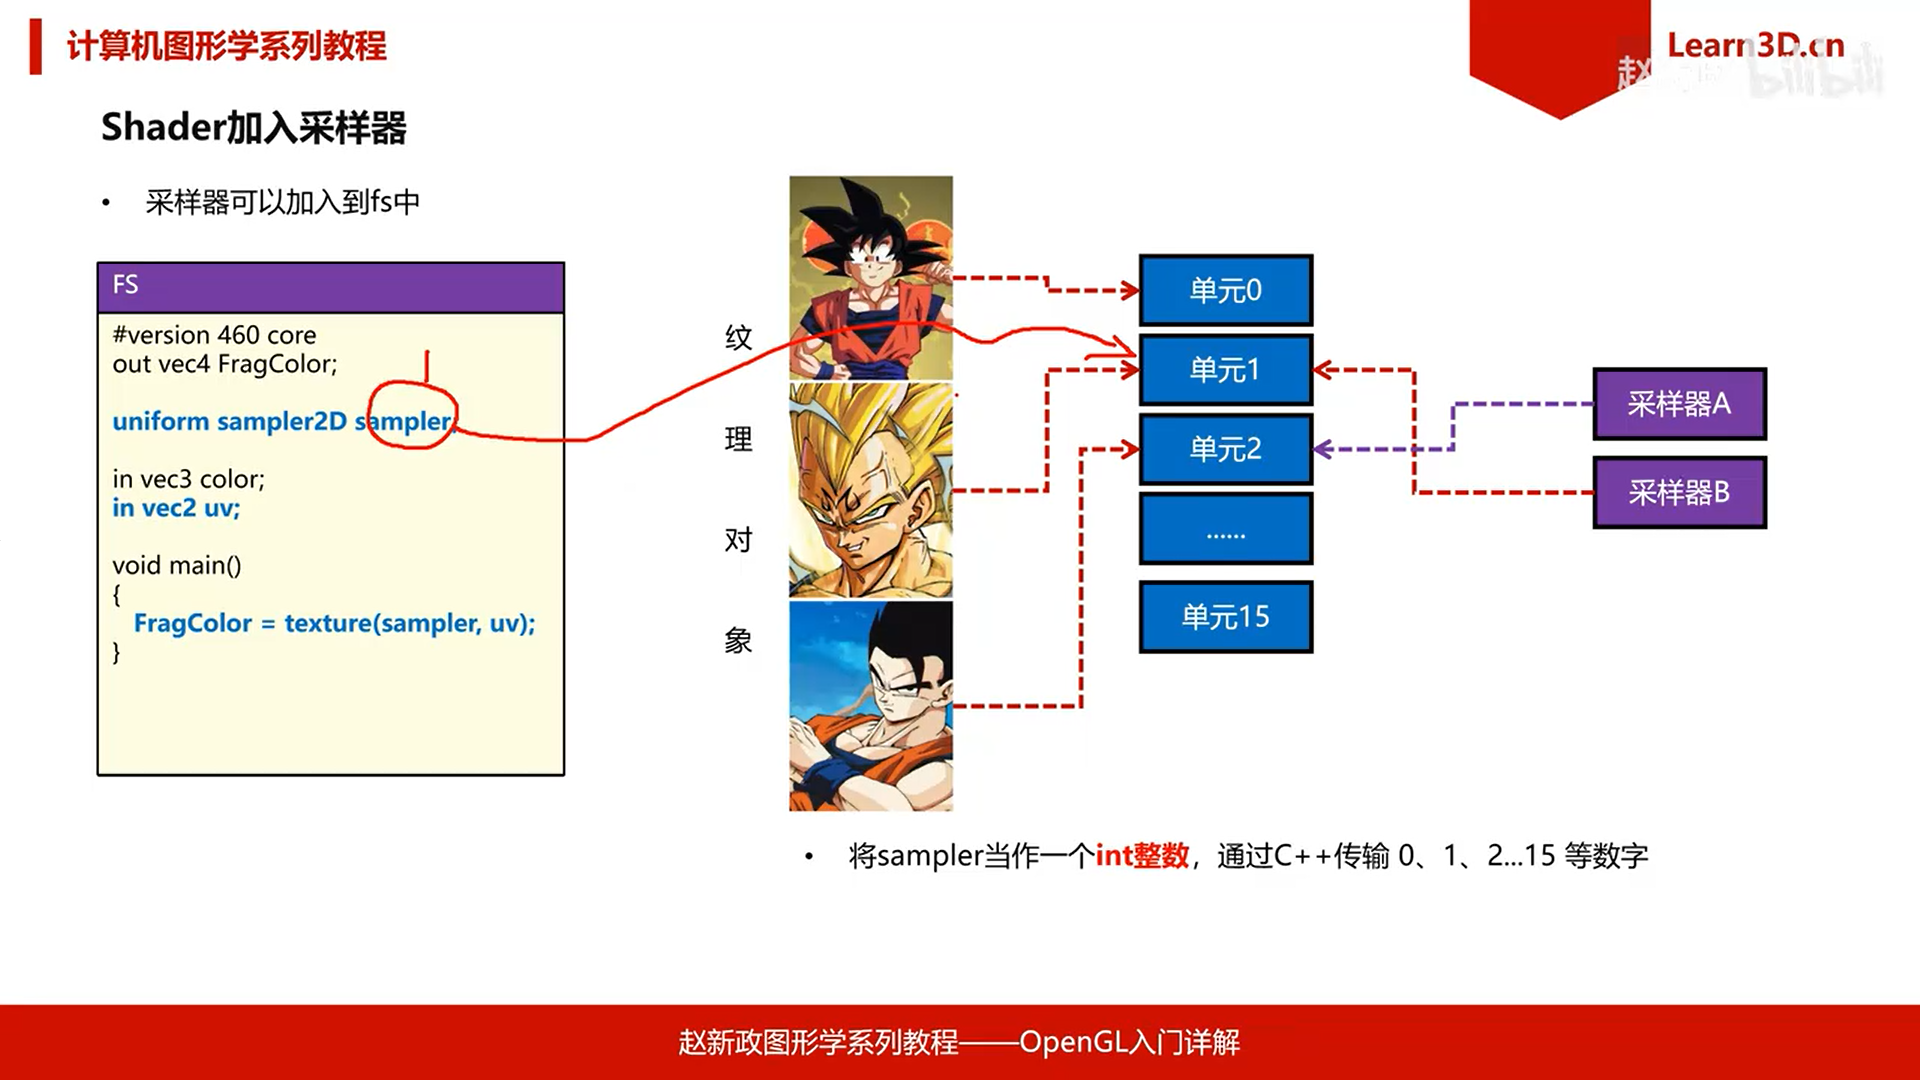 计算机图形学系列教程
Learn3D.cn
bilibili
Shader加入采样器
• 采样器可以加入到fs中
FS
#version 460 core
out vec4 FragColor;
uniform sampler2D sampler;
in vec3 color;
in vec2 uv;
void main()
{
FragColor = texture(sampler, uv);
}
纹
理
对
象
单元0
单元1
单元2
......
单元15
采样器A
采样器B
• 将sampler当作一个int整数，通过C++传输 0、1、2...15 等数字
赵新政图形学系列教程——OpenGL入门详解